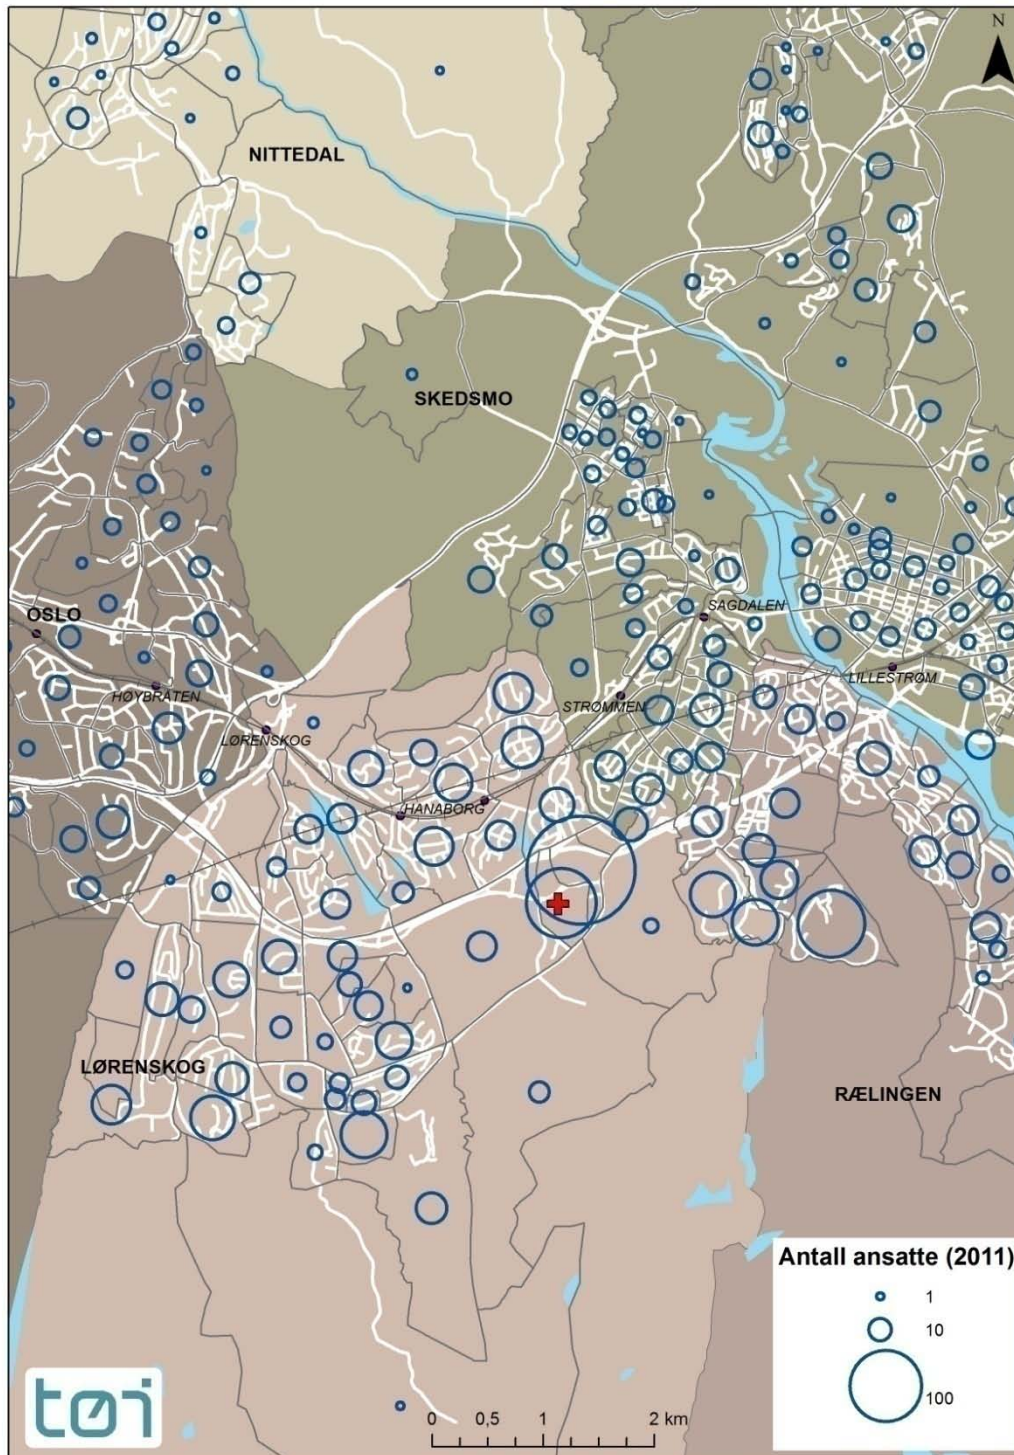 N
NITTEDAL
SKEDSMO
OSLO
SAGDALEN
HØYBRÅTEN
LILLESTRØM
STRØMMEN
LØRENSKOG
HANABORG
LØRENSKOG
RÆLINGEN
Antall ansatte (2011)
1
10
100
tøi
0 0,5 1 2 km